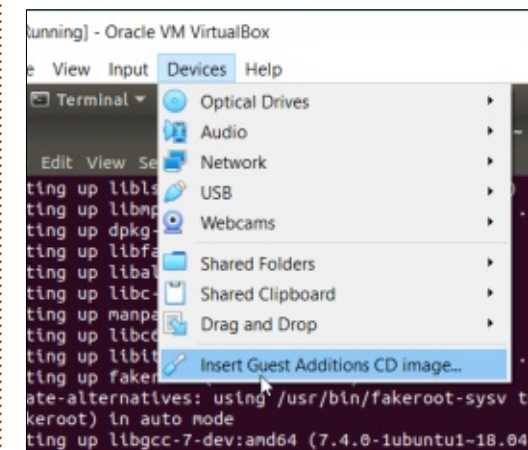 Running] - Oracle VM VirtualBox
e View Input Devices Help
Terminal
Optical Drives
Audio
Edit View Se
Network
ting up libls
USB
ting up libmp
Webcams
ting up dpkg-
ting up libfa
Shared Folders
ting up libal
ting up libc-
Shared Clipboard
ting up manpa
Drag and Drop
ting up libcc
ting up libit
Insert Guest Additions CD image...
ting up faker
ate-alternatives: using /usr/bin/fakeroot-sysv t
keroot) in auto mode
ting up libgcc-7-dev:amd64 (7.4.0-1ubuntu1~18.04